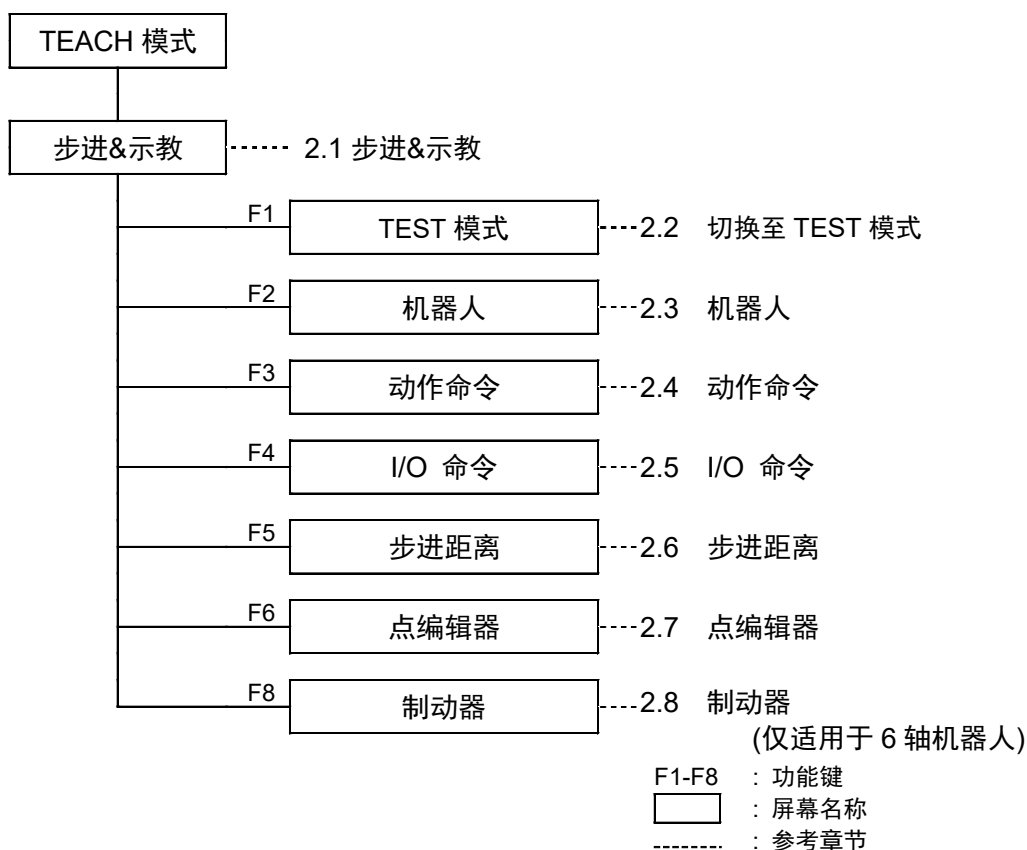 TEACH 模式
步进&示教 2.1 步进&示教
F1 TEST 模式 2.2 切换至 TEST 模式
F2 机器人 2.3 机器人
F3 动作命令 2.4 动作命令
F4 I/O 命令 2.5 I/O 命令
F5 步进距离 2.6 步进距离
F6 点编辑器 2.7 点编辑器
F8 制动器 2.8 制动器
(仅适用于 6 轴机器人)
F1-F8 : 功能键
: 屏幕名称
: 参考章节